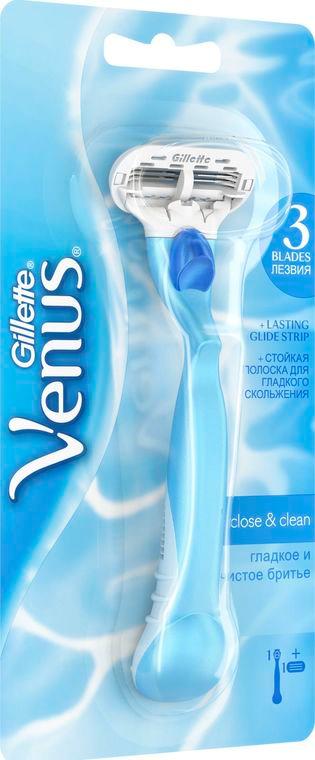 Gillette
Gillette®
Venus®
3
BLADES
ЛЕЗВИЯ
+ LASTING
GLIDE STRIP
+ СТОЙКАЯ
ПОЛОСКА ДЛЯ
ГЛАДКОГО
СКОЛЬЖЕНИЯ
close & clean
гладкое и
чистое бритье
1 +
1